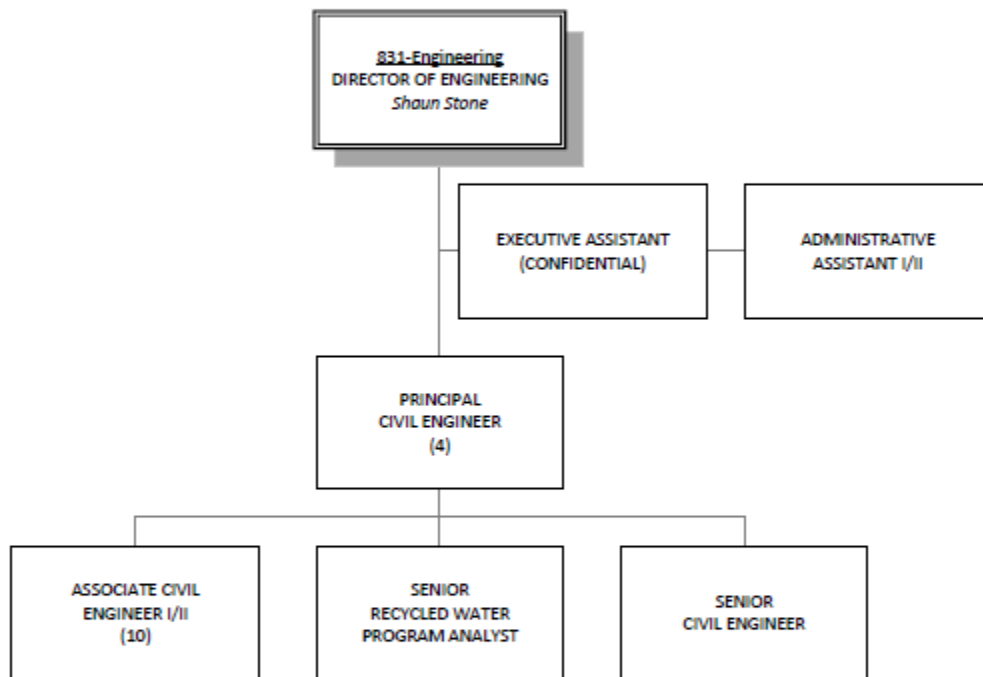 831-Engineering
DIRECTOR OF ENGINEERING
Shaun Stone
EXECUTIVE ASSISTANT
(CONFIDENTIAL)
ADMINISTRATIVE
ASSISTANT I/II
PRINCIPAL
CIVIL ENGINEER
(4)
ASSOCIATE CIVIL
ENGINEER I/II
(10)
SENIOR
RECYCLED WATER
PROGRAM ANALYST
SENIOR
CIVIL ENGINEER